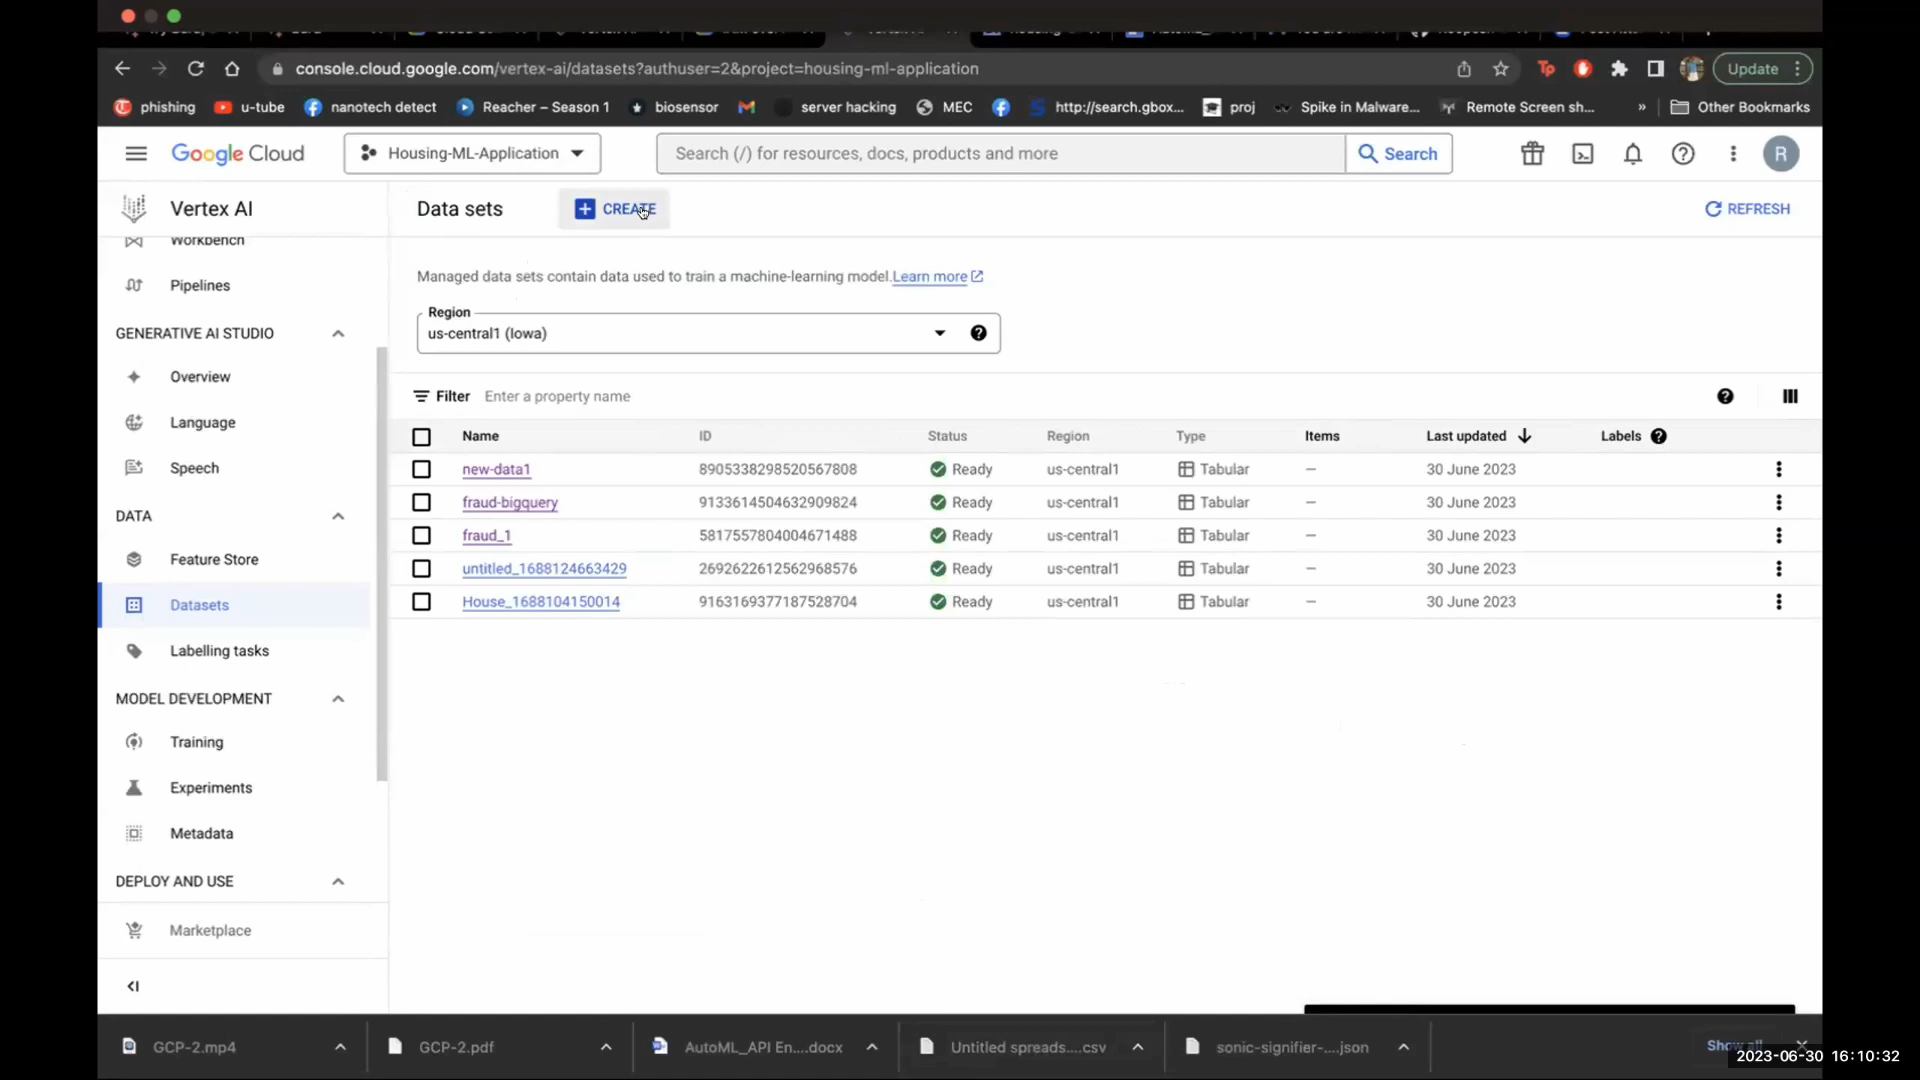 console.cloud.google.com/vertex-ai/datasets?authuser=2&project=housing-ml-application
Update
phishing
u-tube
nanotech detect
Reacher – Season 1
biosensor
server hacking
MEC
http://search.gbox...
proj
Spike in Malware...
Remote Screen sh...
»
Other Bookmarks
Google Cloud
Housing-ML-Application
Search (/) for resources, docs, products and more
Search
R
Vertex AI
Data sets
CREATE
REFRESH
Workbench
Pipelines
GENERATIVE AI STUDIO
Overview
Language
Speech
DATA
Feature Store
Datasets
Labelling tasks
MODEL DEVELOPMENT
Training
Experiments
Metadata
DEPLOY AND USE
Marketplace
Managed data sets contain data used to train a machine-learning model. Learn more
Region
us-central1 (Iowa)
Filter Enter a property name
Name ID Status Region Type Items Last updated Labels
new-data1 8905338298520567808 Ready us-central1 Tabular — 30 June 2023
fraud-bigquery 9133614504632909824 Ready us-central1 Tabular — 30 June 2023
fraud_1 5817557804004671488 Ready us-central1 Tabular — 30 June 2023
untitled_1688124663429 2692622612562968576 Ready us-central1 Tabular — 30 June 2023
House_1688104150014 9163169377187528704 Ready us-central1 Tabular — 30 June 2023
GCP-2.mp4
GCP-2.pdf
AutoML_API En....docx
Untitled spreads....csv
sonic-signifier-....json
Show all
2023-06-30 16:10:32